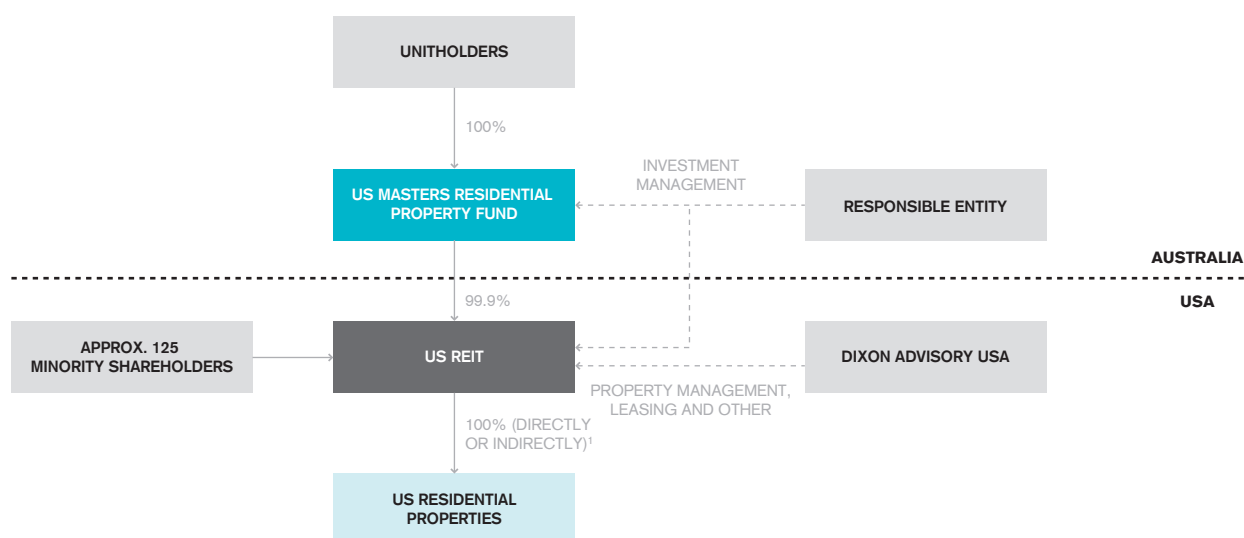 UNITHOLDERS
100%
INVESTMENT
MANAGEMENT
US MASTERS RESIDENTIAL
PROPERTY FUND
RESPONSIBLE ENTITY
AUSTRALIA
99.9%
USA
APPROX. 125
MINORITY SHAREHOLDERS
US REIT
DIXON ADVISORY USA
PROPERTY MANAGEMENT,
LEASING AND OTHER
100% (DIRECTLY
OR INDIRECTLY)¹
US RESIDENTIAL
PROPERTIES